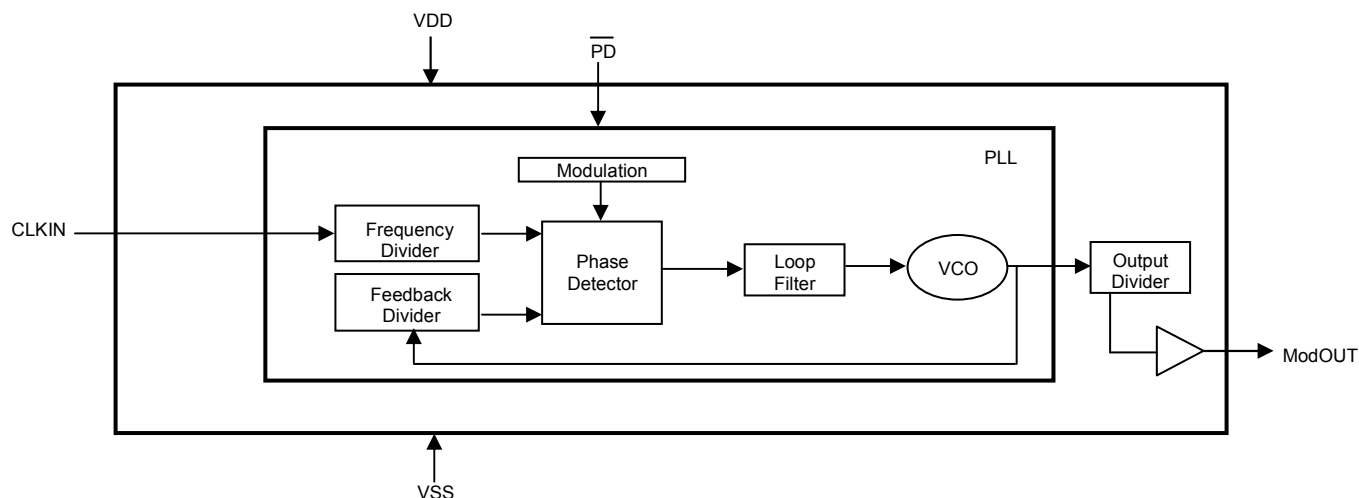 VDD
PD
PLL
Modulation
CLKIN
Frequency
Divider
Phase
Detector
Loop
Filter
VCO
Output
Divider
Feedback
Divider
ModOUT
VSS